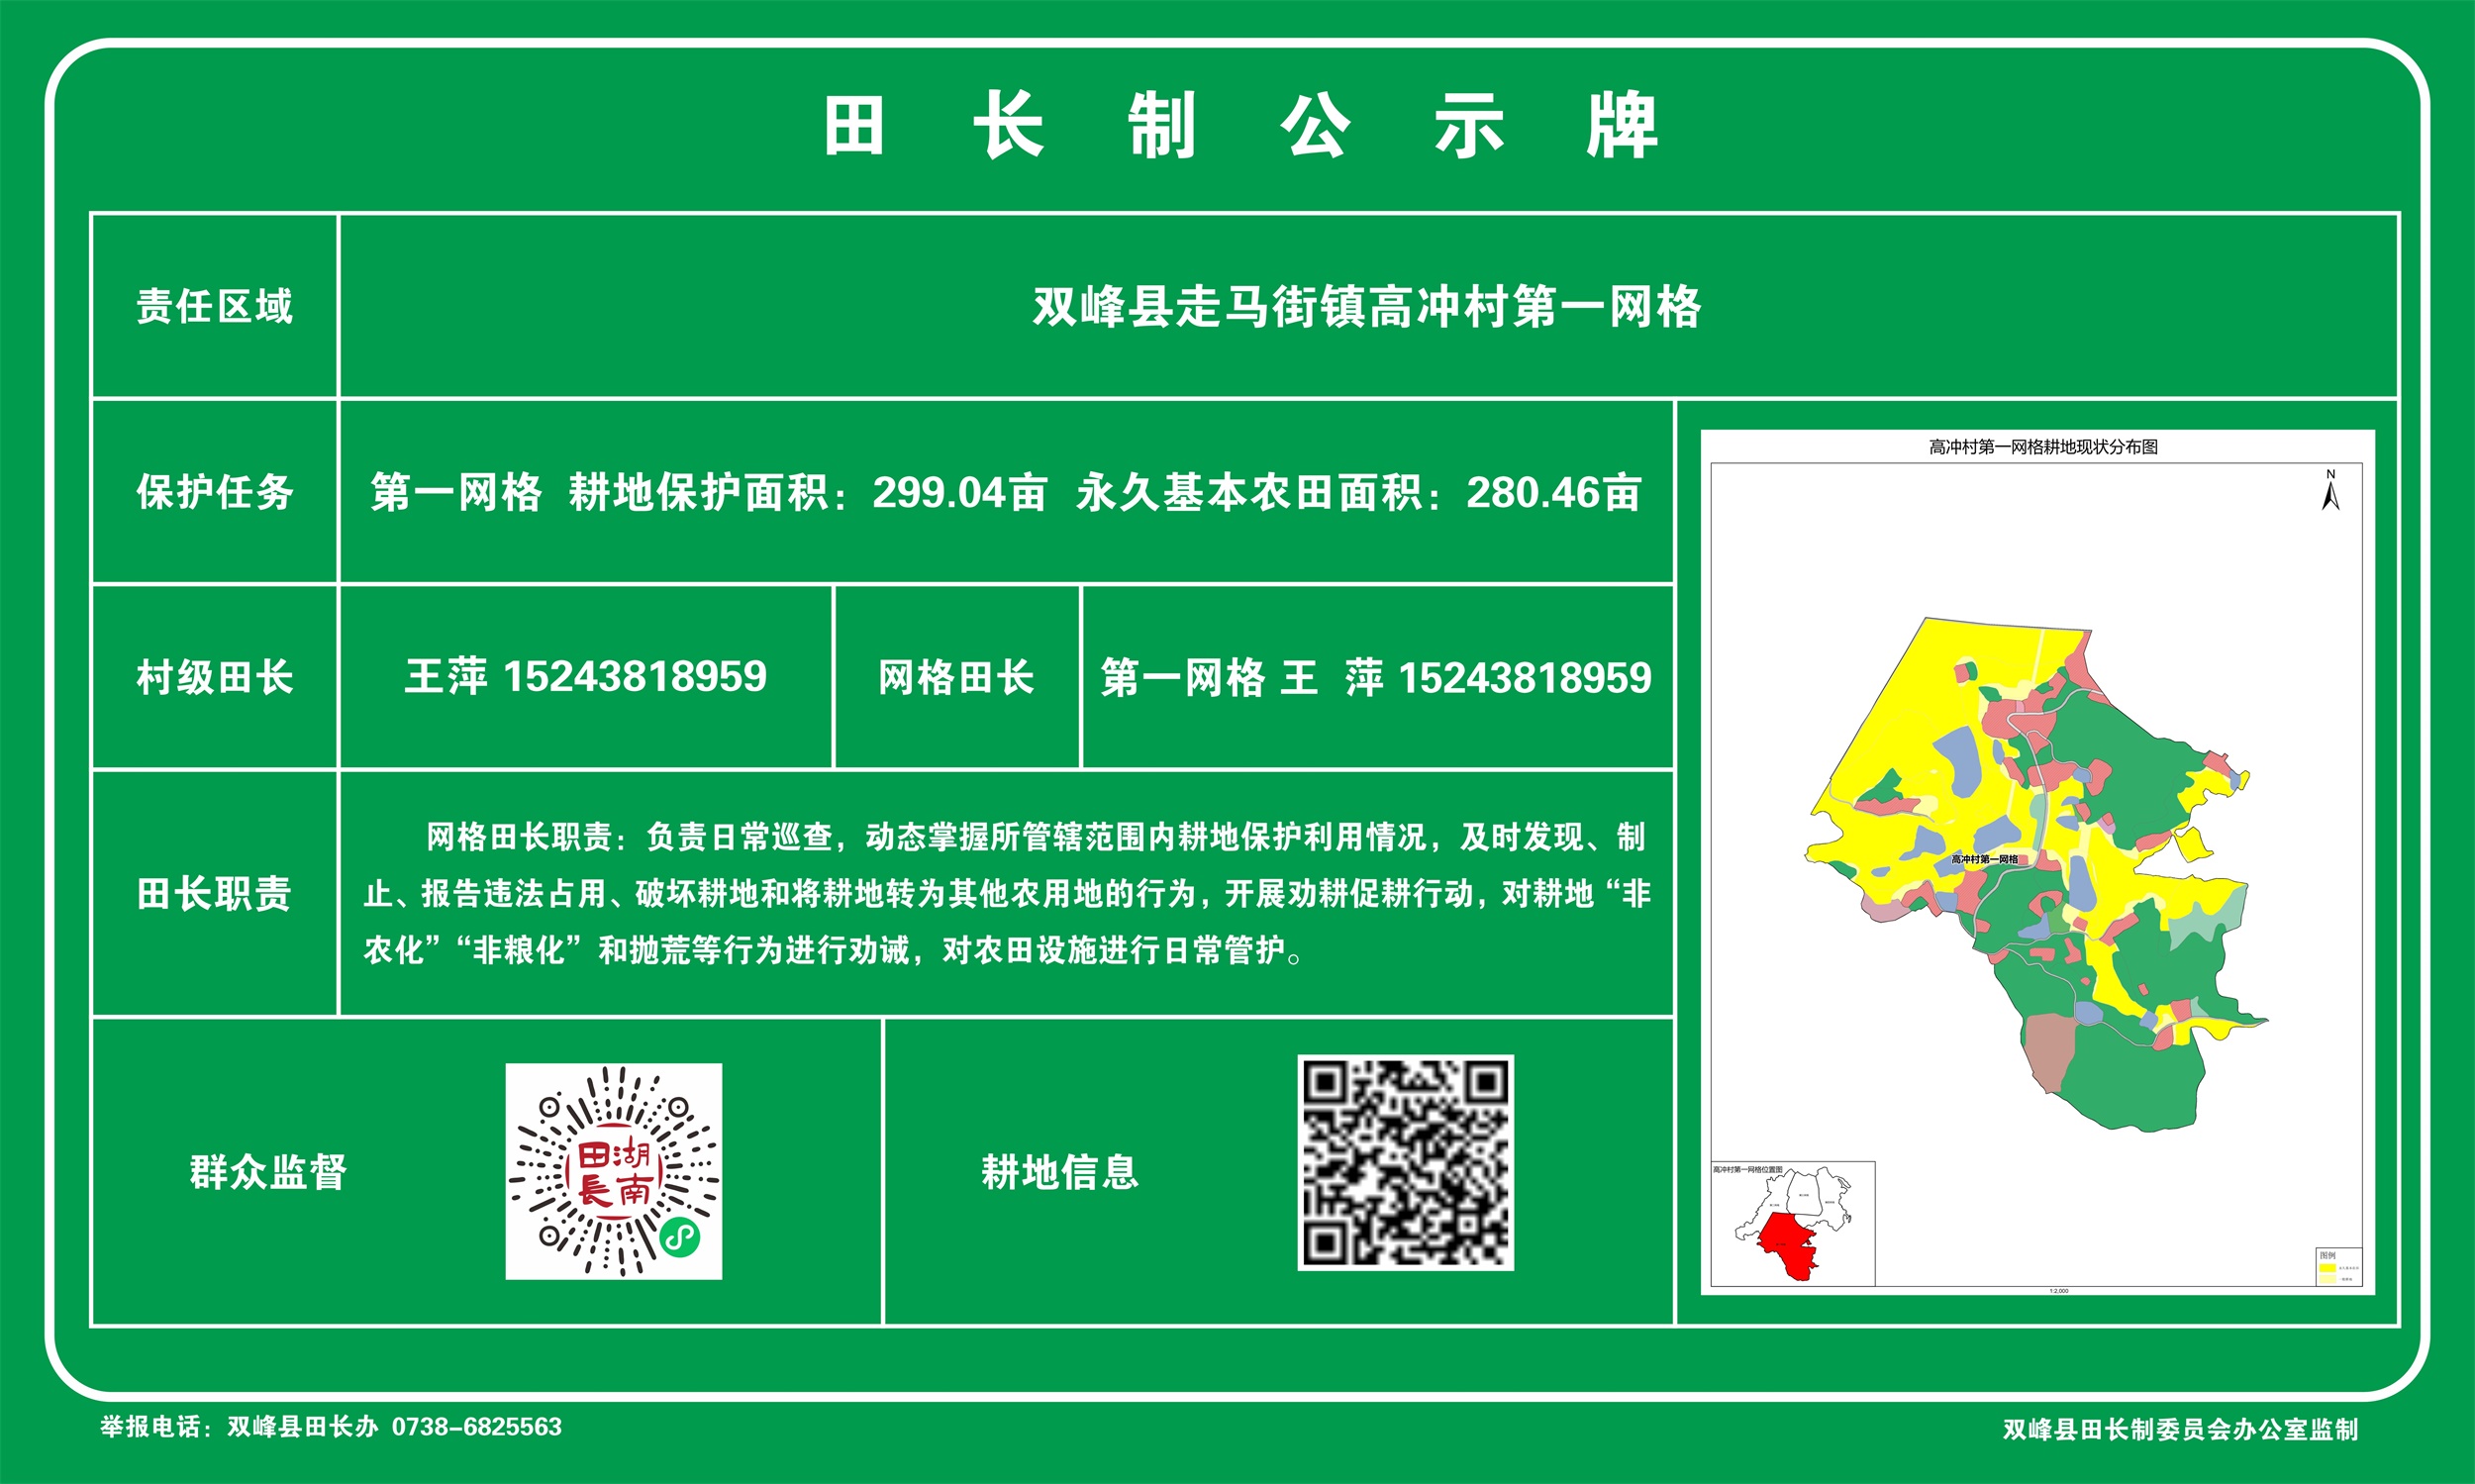 田长制公示牌
责任区域
双峰县走马街镇高冲村第一网格
保护任务
第一网格 耕地保护面积：299.04亩 永久基本农田面积：280.46亩
村级田长
王萍 15243818959
网格田长
第一网格 王 萍 15243818959
田长职责
网格田长职责：负责日常巡查，动态掌握所管辖范围内耕地保护利用情况，及时发现、制
止、报告违法占用、破坏耕地和将耕地转为其他农用地的行为，开展劝耕促耕行动，对耕地“非
农化”“非粮化”和抛荒等行为进行劝诫，对农田设施进行日常管护。
群众监督
湖南
田長
耕地信息
高冲村第一网格耕地现状分布图
N
高冲村第一网格
高冲村第一网格位置图
图例
1:2,000
举报电话：双峰县田长办 0738-6825563
双峰县田长制委员会办公室监制